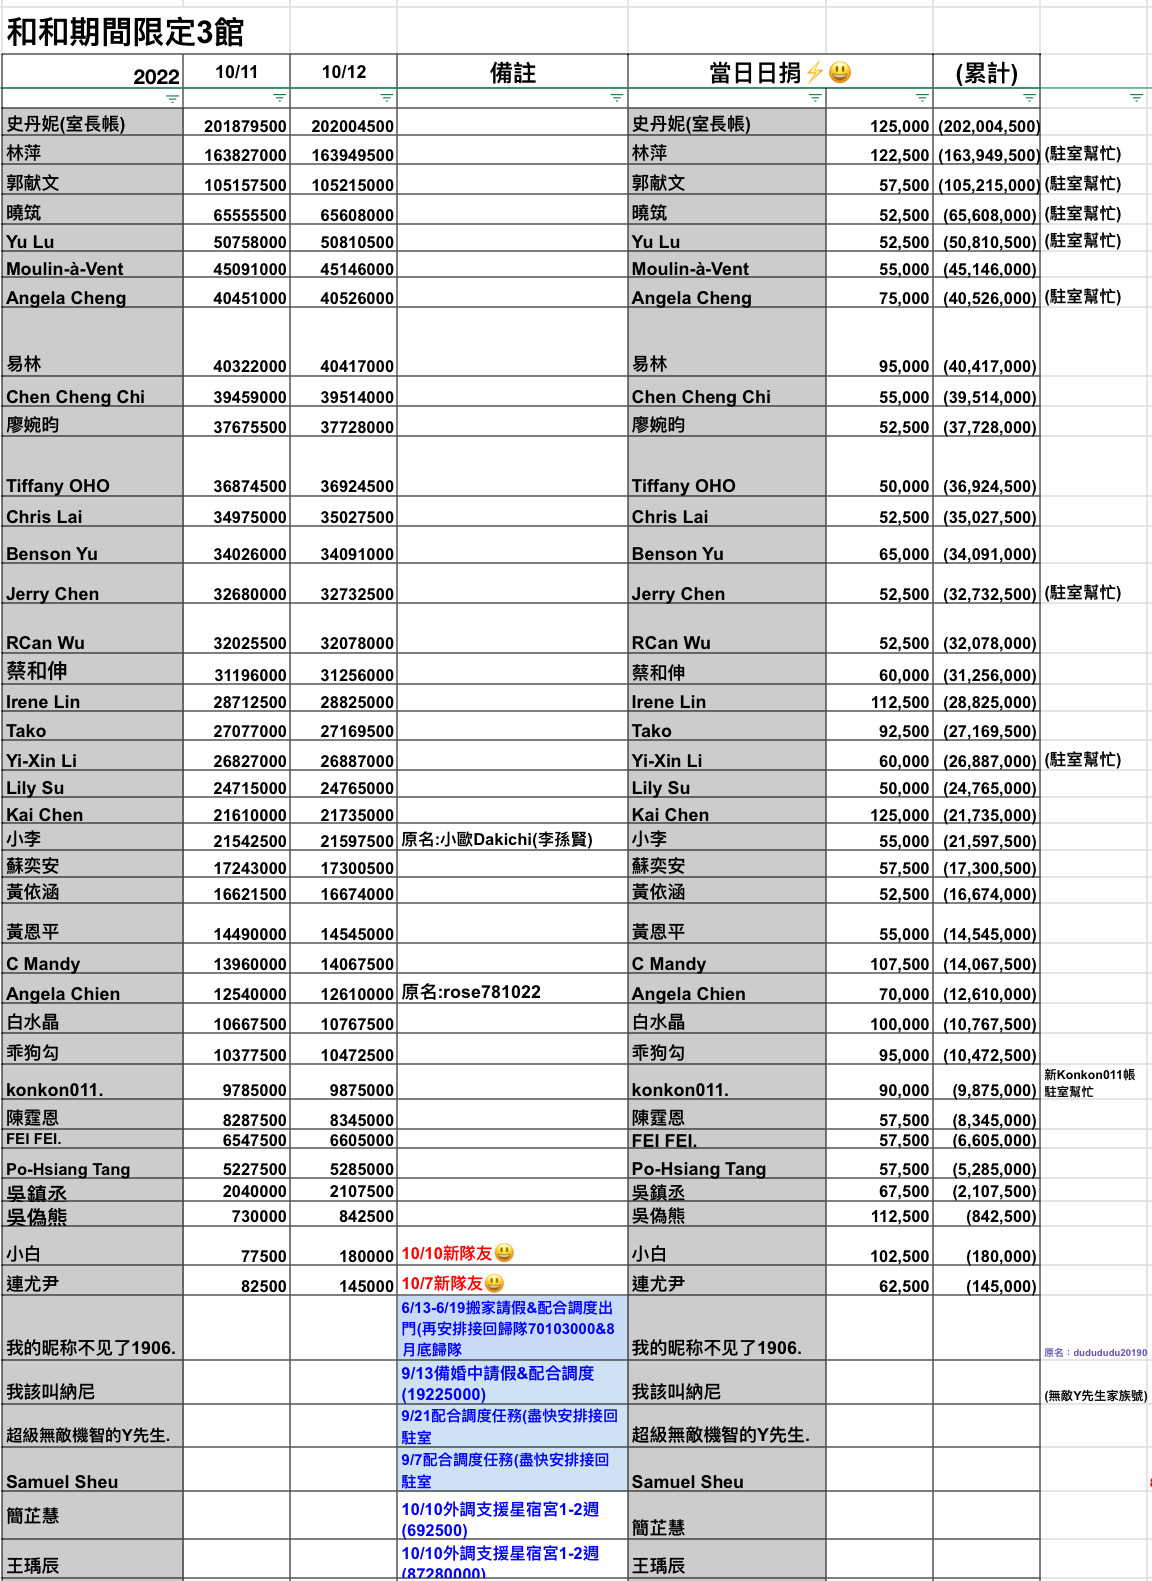 和和期間限定3館
2022 10/11 10/12 備註 當日日捐⚡😃 (累計)
史丹妮(室長帳) 201879500 202004500 史丹妮(室長帳) 125,000 (202,004,500)
林萍 163827000 163949500 林萍 122,500 (163,949,500) (駐室幫忙)
郭献文 105157500 105215000 郭献文 57,500 (105,215,000) (駐室幫忙)
曉筑 65555500 65608000 曉筑 52,500 (65,608,000) (駐室幫忙)
Yu Lu 50758000 50810500 Yu Lu 52,500 (50,810,500) (駐室幫忙)
Moulin-à-Vent 45091000 45146000 Moulin-à-Vent 55,000 (45,146,000)
Angela Cheng 40451000 40526000 Angela Cheng 75,000 (40,526,000) (駐室幫忙)
易林 40322000 40417000 易林 95,000 (40,417,000)
Chen Cheng Chi 39459000 39514000 Chen Cheng Chi 55,000 (39,514,000)
廖婉昀 37675500 37728000 廖婉昀 52,500 (37,728,000)
Tiffany OHO 36874500 36924500 Tiffany OHO 50,000 (36,924,500)
Chris Lai 34975000 35027500 Chris Lai 52,500 (35,027,500)
Benson Yu 34026000 34091000 Benson Yu 65,000 (34,091,000)
Jerry Chen 32680000 32732500 Jerry Chen 52,500 (32,732,500) (駐室幫忙)
RCan Wu 32025500 32078000 RCan Wu 52,500 (32,078,000)
蔡和伸 31196000 31256000 蔡和伸 60,000 (31,256,000)
Irene Lin 28712500 28825000 Irene Lin 112,500 (28,825,000)
Tako 27077000 27169500 Tako 92,500 (27,169,500)
Yi-Xin Li 26827000 26887000 Yi-Xin Li 60,000 (26,887,000) (駐室幫忙)
Lily Su 24715000 24765000 Lily Su 50,000 (24,765,000)
Kai Chen 21610000 21735000 Kai Chen 125,000 (21,735,000)
小李 21542500 21597500 原名:小歐Dakichi(李孫賢) 小李 55,000 (21,597,500)
蘇奕安 17243000 17300500 蘇奕安 57,500 (17,300,500)
黃依涵 16621500 16674000 黃依涵 52,500 (16,674,000)
黃恩平 14490000 14545000 黃恩平 55,000 (14,545,000)
C Mandy 13960000 14067500 C Mandy 107,500 (14,067,500)
Angela Chien 12540000 12610000 原名:rose781022 Angela Chien 70,000 (12,610,000)
白水晶 10667500 10767500 白水晶 100,000 (10,767,500)
乖狗勾 10377500 10472500 乖狗勾 95,000 (10,472,500)
konkon011. 9785000 9875000 konkon011. 90,000 (9,875,000) 新Konkon011帳
駐室幫忙
陳霆恩 8287500 8345000 陳霆恩 57,500 (8,345,000)
FEI FEI. 6547500 6605000 FEI FEI. 57,500 (6,605,000)
Po-Hsiang Tang 5227500 5285000 Po-Hsiang Tang 57,500 (5,285,000)
吳鎮丞 2040000 2107500 吳鎮丞 67,500 (2,107,500)
吳偽熊 730000 842500 吳偽熊 112,500 (842,500)
小白 77500 180000 10/10新隊友😃 小白 102,500 (180,000)
連尤尹 82500 145000 10/7新隊友😃 連尤尹 62,500 (145,000)
6/13-6/19搬家請假&配合調度出
門(再安排接回歸隊70103000&8
我的昵称不见了1906. 月底歸隊 我的昵称不见了1906. 原名：dudududu20190
9/13備婚中請假&配合調度
我該叫納尼 (19225000) 我該叫納尼 (無敵Y先生家族號)
9/21配合調度任務(盡快安排接回
超級無敵機智的Y先生. 駐室 超級無敵機智的Y先生.
9/7配合調度任務(盡快安排接回
Samuel Sheu 駐室 Samuel Sheu
10/10外調支援星宿宮1-2週
簡芷慧 (692500) 簡芷慧
10/10外調支援星宿宮1-2週
王瑀辰 (87280000) 王瑀辰